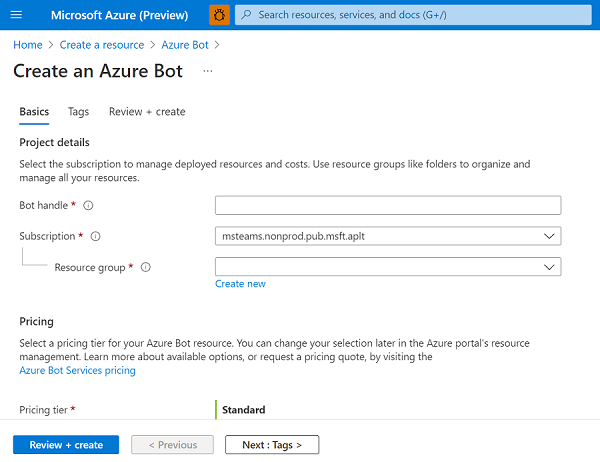 Microsoft Azure (Preview)
Search resources, services, and docs (G+/)
Home > Create a resource > Azure Bot >
Create an Azure Bot ...
Basics Tags Review + create
Project details
Select the subscription to manage deployed resources and costs. Use resource groups like folders to organize and
manage all your resources.
Bot handle *
Subscription * msteams.nonprod.pub.msft.aplt
Resource group *
Create new
Pricing
Select a pricing tier for your Azure Bot resource. You can change your selection later in the Azure portal's resource
management. Learn more about available options, or request a pricing quote, by visiting the
Azure Bot Services pricing
Pricing tier * Standard
Review + create < Previous Next : Tags >